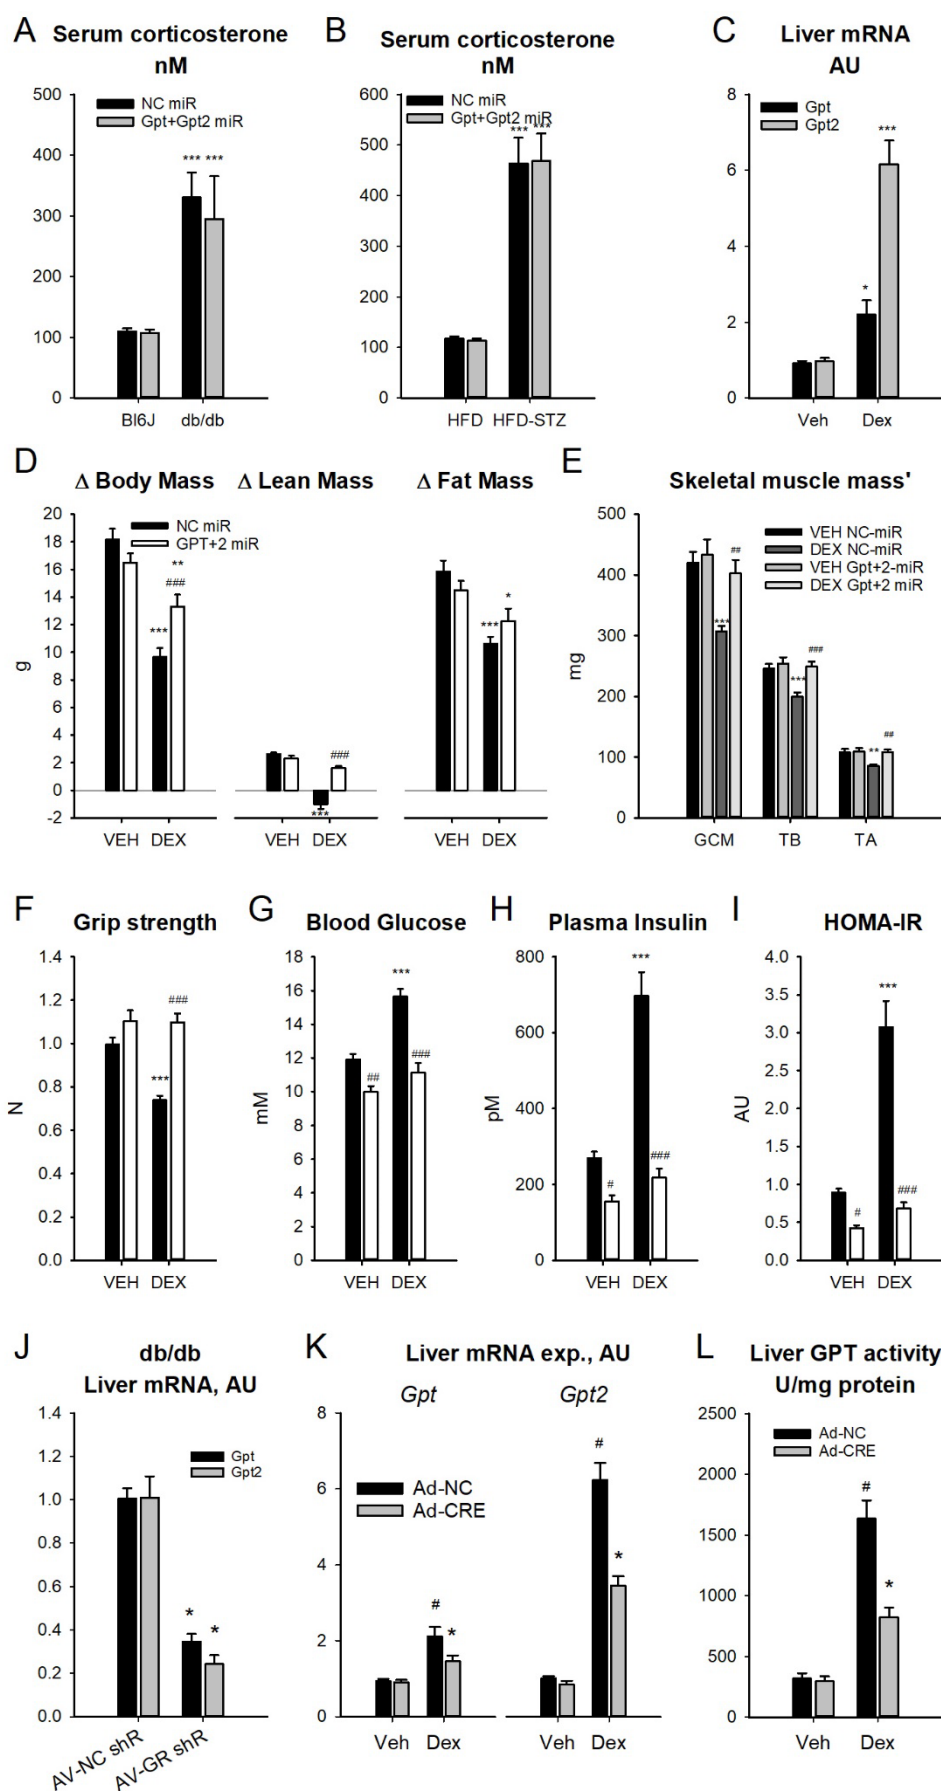 A
Serum corticosterone
nM
500
400
300
200
100
0
NC miR
Gpt+Gpt2 miR
*** ***
Bl6J
db/db
B
Serum corticosterone
nM
600
500
400
300
200
100
0
NC miR
Gpt+Gpt2 miR
*** ***
HFD
HFD-STZ
C
Liver mRNA
AU
8
6
4
2
0
Gpt
Gpt2
*
***
Veh
Dex
D
Δ Body Mass
Δ Lean Mass
Δ Fat Mass
g
20
18
16
14
12
10
8
6
4
2
0
-2
NC miR
GPT+2 miR
***
**
###
***
###
***
*
VEH
DEX
VEH
DEX
VEH
DEX
E
Skeletal muscle mass'
mg
500
400
300
200
100
0
VEH NC-miR
DEX NC-miR
VEH Gpt+2-miR
DEX Gpt+2 miR
***
##
***
###
**
##
GCM
TB
TA
F
Grip strength
N
1.4
1.2
1.0
0.8
0.6
0.4
0.2
0.0
***
###
VEH
DEX
G
Blood Glucose
mM
18
16
14
12
10
8
6
4
2
0
##
***
###
VEH
DEX
H
Plasma Insulin
pM
800
600
400
200
0
#
***
###
VEH
DEX
I
HOMA-IR
AU
4.0
3.5
3.0
2.5
2.0
1.5
1.0
0.5
0.0
#
***
###
VEH
DEX
J
db/db
Liver mRNA, AU
1.4
1.2
1.0
0.8
0.6
0.4
0.2
0.0
Gpt
Gpt2
*
*
AV-NC shR
AV-GR shR
K
Liver mRNA exp., AU
Gpt
Gpt2
8
6
4
2
0
Ad-NC
Ad-CRE
#
*
#
*
Veh
Dex
Veh
Dex
L
Liver GPT activity
U/mg protein
2500
2000
1500
1000
500
0
Ad-NC
Ad-CRE
#
*
Veh
Dex